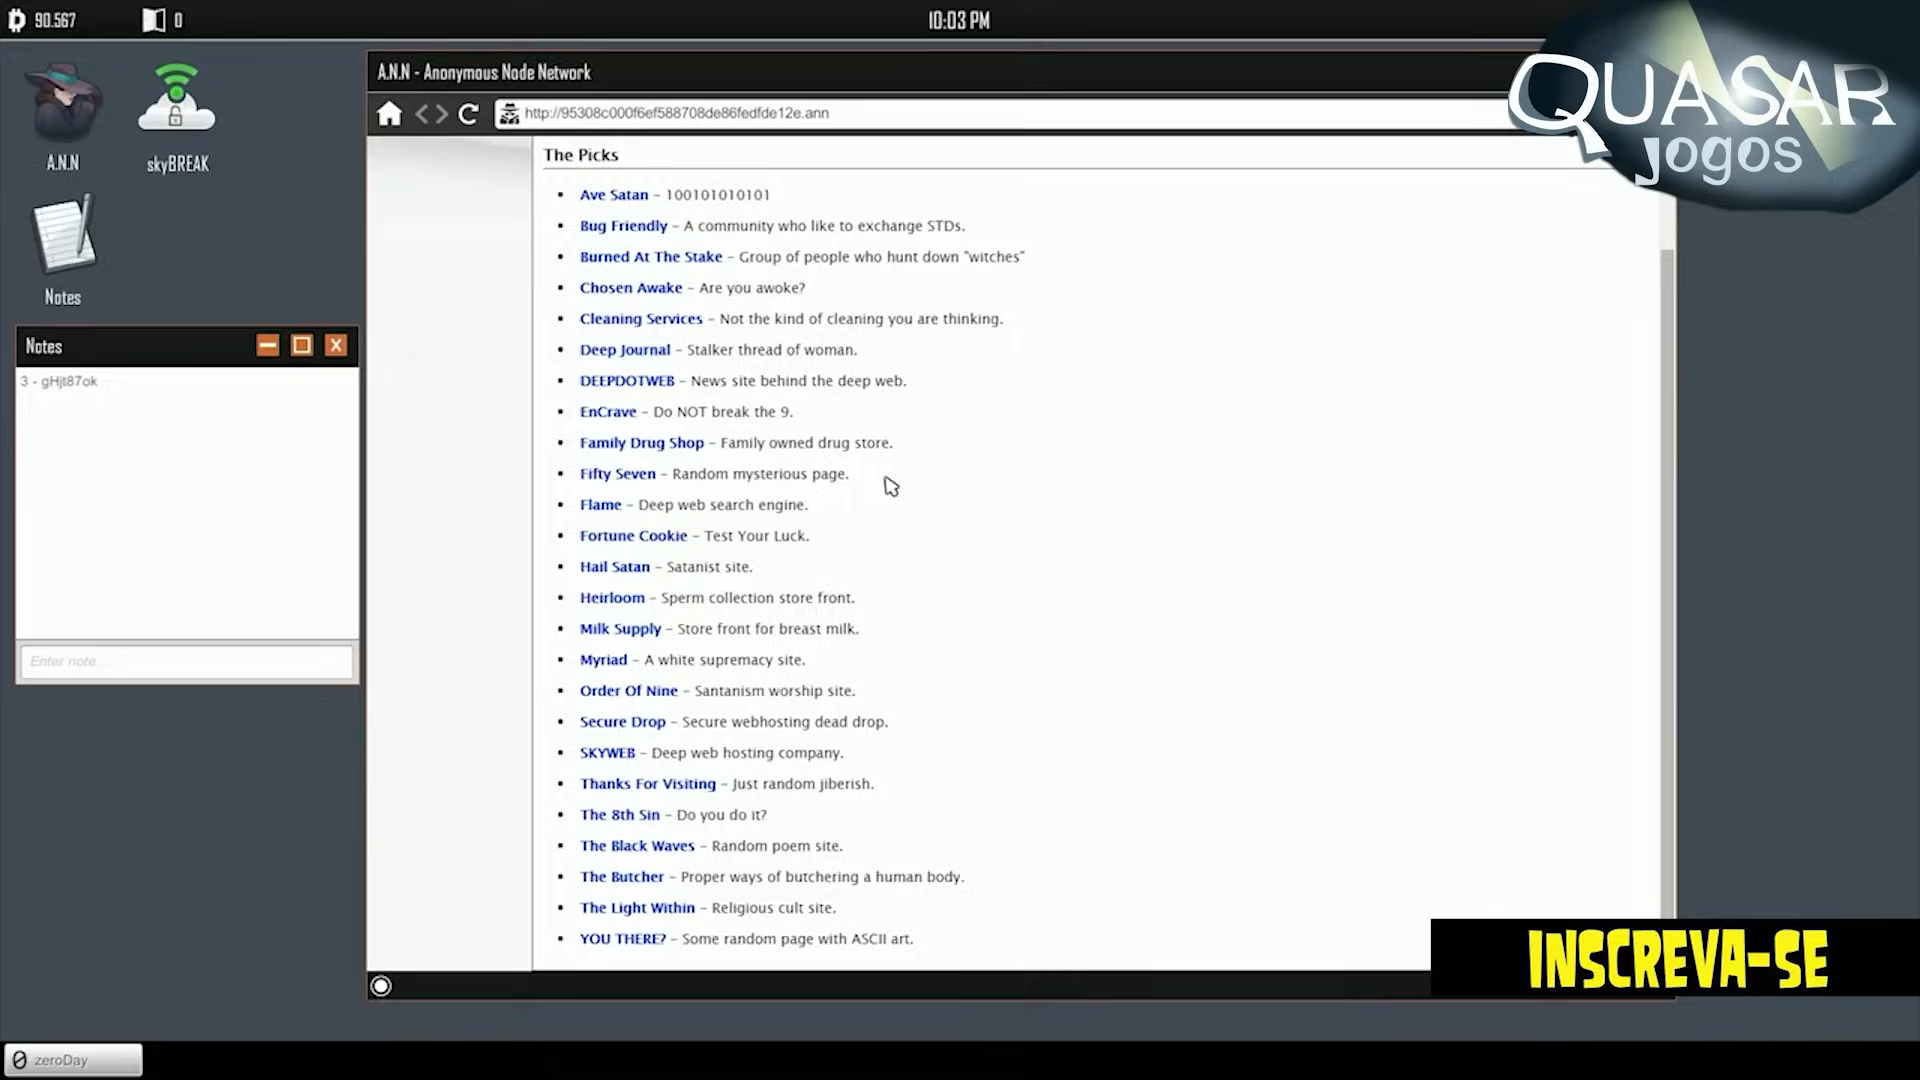 90.567
0
10:03 PM
QUASAR
jogos
A.N.N - Anonymous Node Network
http://95308c000f6ef588708de86fedfde12e.ann
A.N.N
skyBREAK
Notes
Notes
3 - gHjt87ok
Enter note...
The Picks
Ave Satan - 100101010101
Bug Friendly - A community who like to exchange STDs.
Burned At The Stake - Group of people who hunt down "witches"
Chosen Awake - Are you awoke?
Cleaning Services - Not the kind of cleaning you are thinking.
Deep Journal - Stalker thread of woman.
DEEPDOTWEB - News site behind the deep web.
EnCrave - Do NOT break the 9.
Family Drug Shop - Family owned drug store.
Fifty Seven - Random mysterious page.
Flame - Deep web search engine.
Fortune Cookie - Test Your Luck.
Hail Satan - Satanist site.
Heirloom - Sperm collection store front.
Milk Supply - Store front for breast milk.
Myriad - A white supremacy site.
Order Of Nine - Santanism worship site.
Secure Drop - Secure webhosting dead drop.
SKYWEB - Deep web hosting company.
Thanks For Visiting - Just random jiberish.
The 8th Sin - Do you do it?
The Black Waves - Random poem site.
The Butcher - Proper ways of butchering a human body.
The Light Within - Religious cult site.
YOU THERE? - Some random page with ASCII art.
INSCREVA-SE
zeroDay